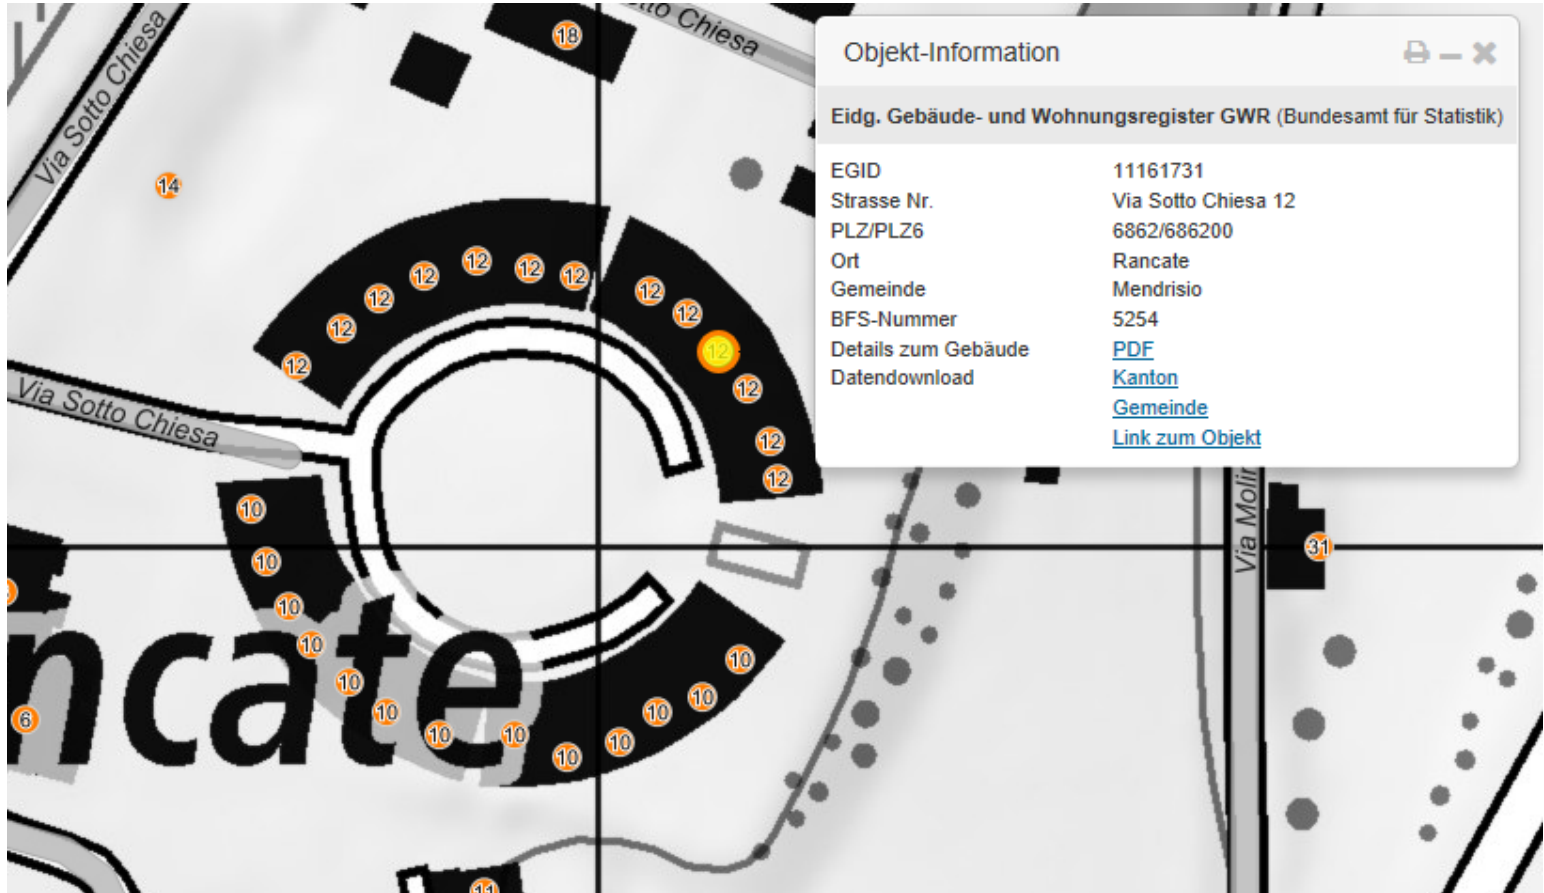 18
tto Chiesa
Via Sotto Chiesa
14
Objekt-Information
Eidg. Gebäude- und Wohnungsregister GWR (Bundesamt für Statistik)
EGID 11161731
Strasse Nr. Via Sotto Chiesa 12
PLZ/PLZ6 6862/686200
Ort Rancate
Gemeinde Mendrisio
BFS-Nummer 5254
Details zum Gebäude PDF
Datendownload Kanton
Gemeinde
Link zum Objekt
12
12
12
12
12
12
12
12
12
12
12
12
12
Via Sotto Chiesa
10
10
10
10
10
10
10
10
10
10
10
10
10
ncate
6
Via Molin
31
11